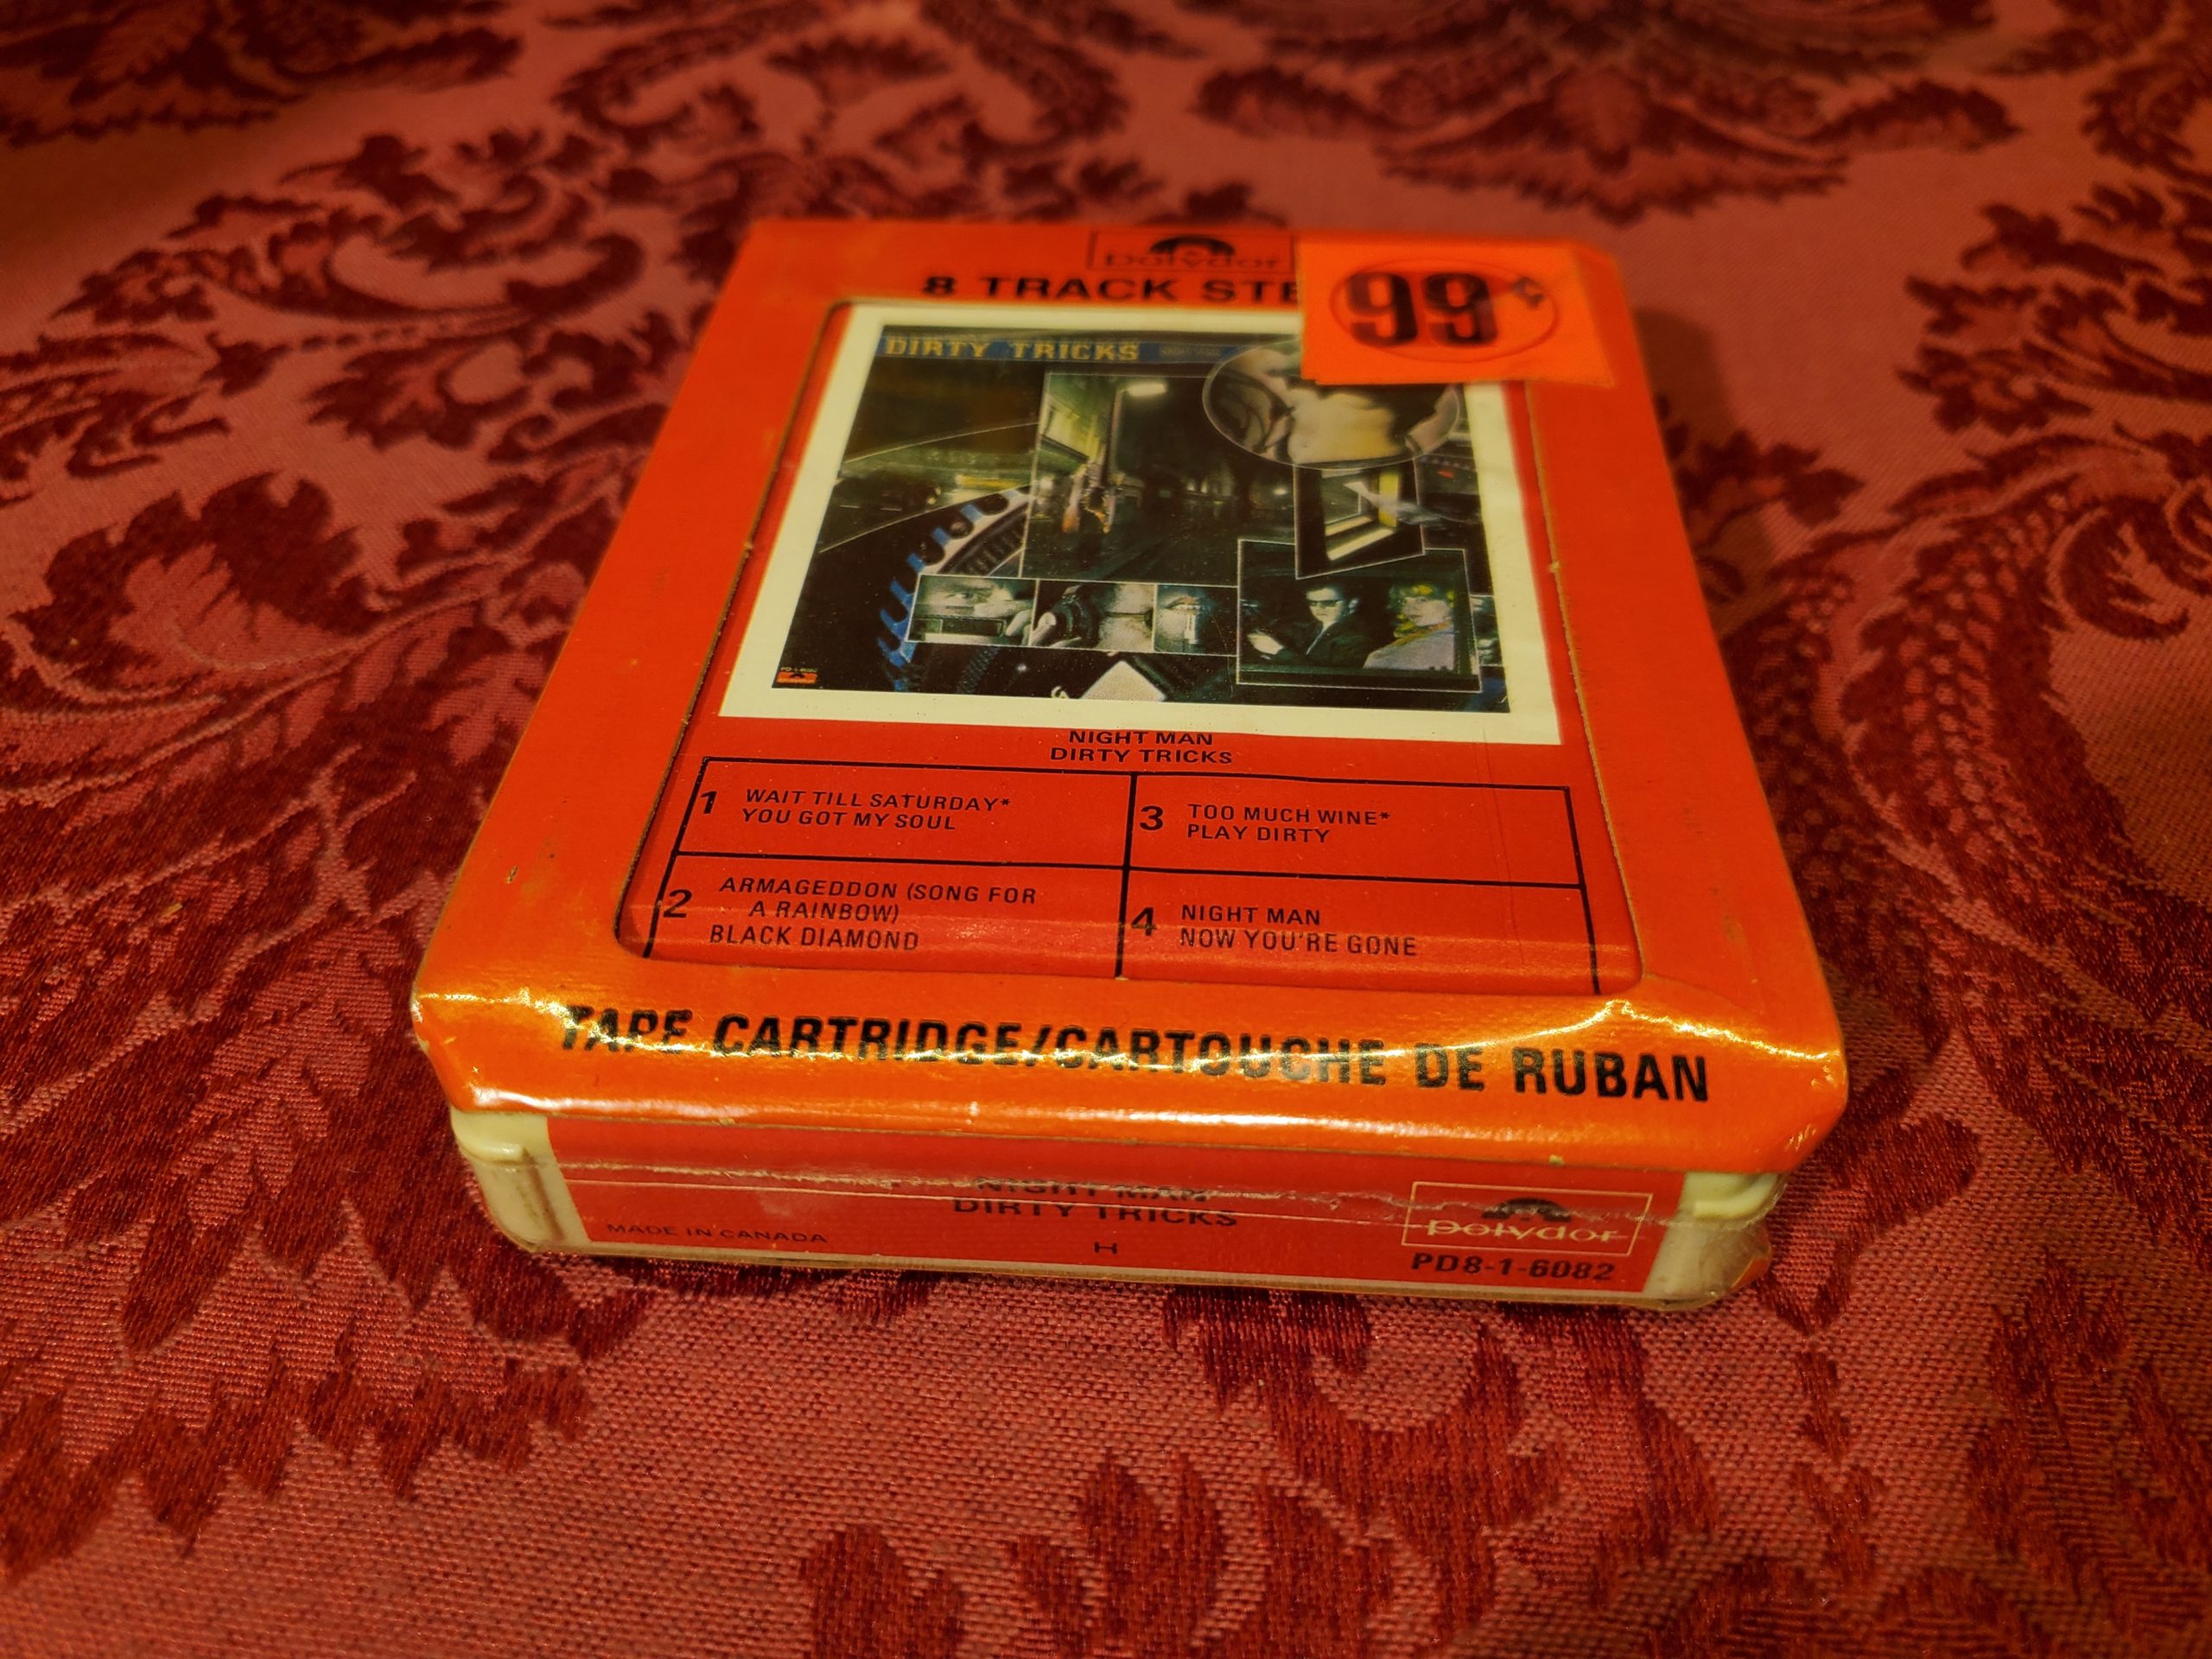 polydor
8 TRACK STE
99¢
DIRTY TRICKS
NIGHT MAN
DIRTY TRICKS
1 WAIT TILL SATURDAY*
YOU GOT MY SOUL
2 ARMAGEDDON (SONG FOR
A RAINBOW)
BLACK DIAMOND
3 TOO MUCH WINE*
PLAY DIRTY
4 NIGHT MAN
NOW YOU'RE GONE
TAPE CARTRIDGE/CARTOUCHE DE RUBAN
NIGHT MAN
DIRTY TRICKS
MADE IN CANADA
H
polydor
PD8-1-6082